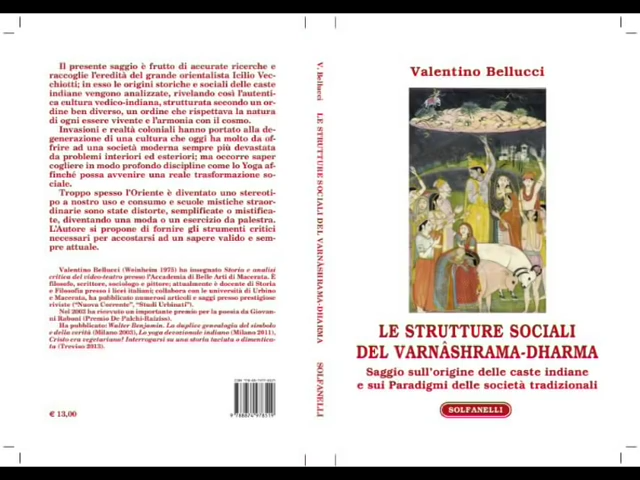 Il presente saggio è frutto di accurate ricerche e
raccoglie l'eredità del grande orientalista Icilio Vec-
chiotti; in esso le origini storiche e sociali delle caste
indiane vengono analizzate, rivelando così l'autenti-
ca cultura vedico-indiana, strutturata secondo un or-
dine ben diverso, un ordine che rispettava la natura
di ogni essere vivente e l'armonia con il cosmo.
Invasioni e realtà coloniali hanno portato alla de-
generazione di una cultura che oggi ha molto da of-
frire ad una società moderna sempre più devastata
da problemi interiori ed esteriori; ma occorre saper
cogliere in modo profondo discipline come lo Yoga af-
finché possa avvenire una reale trasformazione so-
ciale.
Troppo spesso l'Oriente è diventato uno stereoti-
po a nostro uso e consumo e scuole mistiche straor-
dinarie sono state distorte, semplificate o mistifica-
te, diventando una moda o un esercizio da palestra.
L'Autore si propone di fornire gli strumenti critici
necessari per accostarsi ad un sapere valido e sem-
pre attuale.
Valentino Bellucci (Weinheim 1975) ha insegnato Storia e analisi
critica del video-teatro presso l'Accademia di Belle Arti di Macerata. È
filosofo, scrittore, sociologo e pittore; attualmente è docente di Storia
e Filosofia presso i licei italiani; collabora con le università di Urbino
e Macerata, ha pubblicato numerosi articoli e saggi presso prestigiose
riviste ("Nuova Corrente", "Studi Urbinati").
Nel 2003 ha ricevuto un importante premio per la poesia da Giovan-
ni Raboni (Premio De Palchi-Raiziss).
Ha pubblicato: Walter Benjamin. La duplice genealogia del simbolo
e della verità (Milano 2005), Lo yoga devozionale indiano (Milano 2011),
Cristo era vegetariano? Interrogarsi su una storia taciuta o dimentica-
ta (Treviso 2013).
€ 13,00
V. Bellucci LE STRUTTURE SOCIALI DEL VARNÂSHRAMA-DHARMA SOLFANELLI
Valentino Bellucci
LE STRUTTURE SOCIALI
DEL VARNÂSHRAMA-DHARMA
Saggio sull'origine delle caste indiane
e sui Paradigmi delle società tradizionali
SOLFANELLI